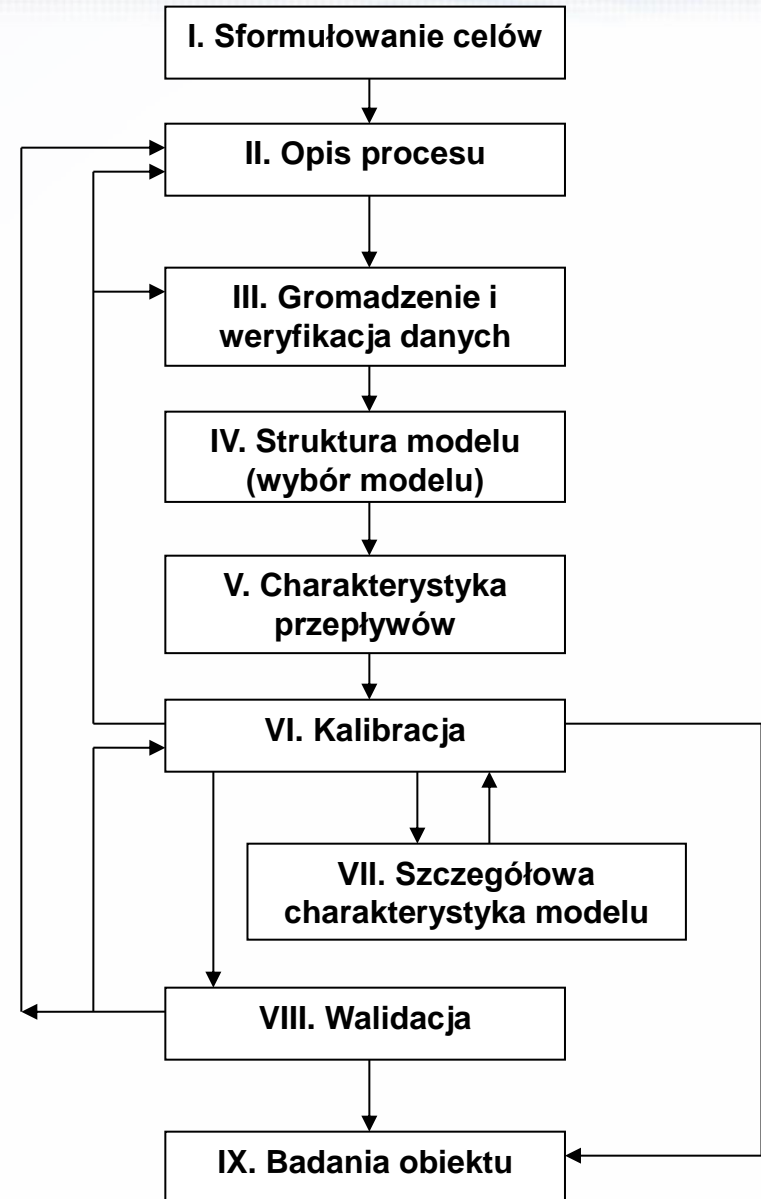 I. Sformułowanie celów
II. Opis procesu
III. Gromadzenie i
weryfikacja danych
IV. Struktura modelu
(wybór modelu)
V. Charakterystyka
przepływów
VI. Kalibracja
VII. Szczegółowa
charakterystyka modelu
VIII. Walidacja
IX. Badania obiektu